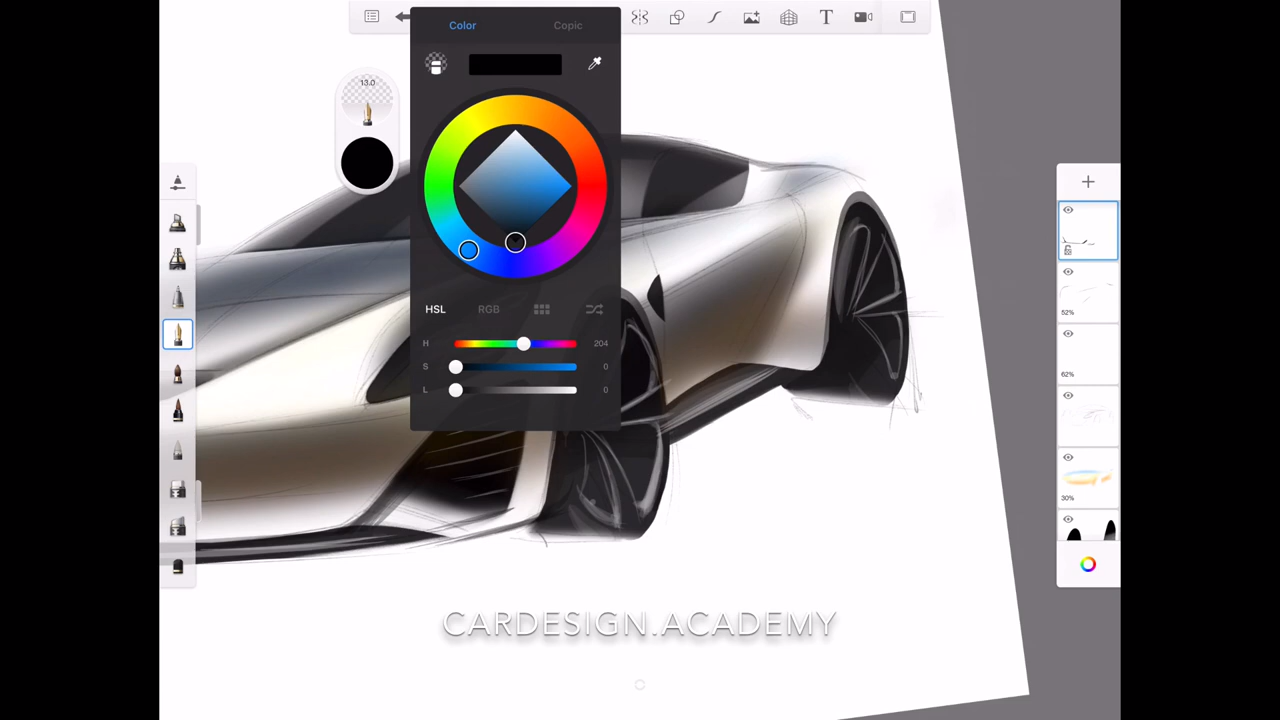 Color Copic
13.0
T
HSL RGB
H 204
S 0
L 0
52%
62%
30%
CARDESIGN.ACADEMY